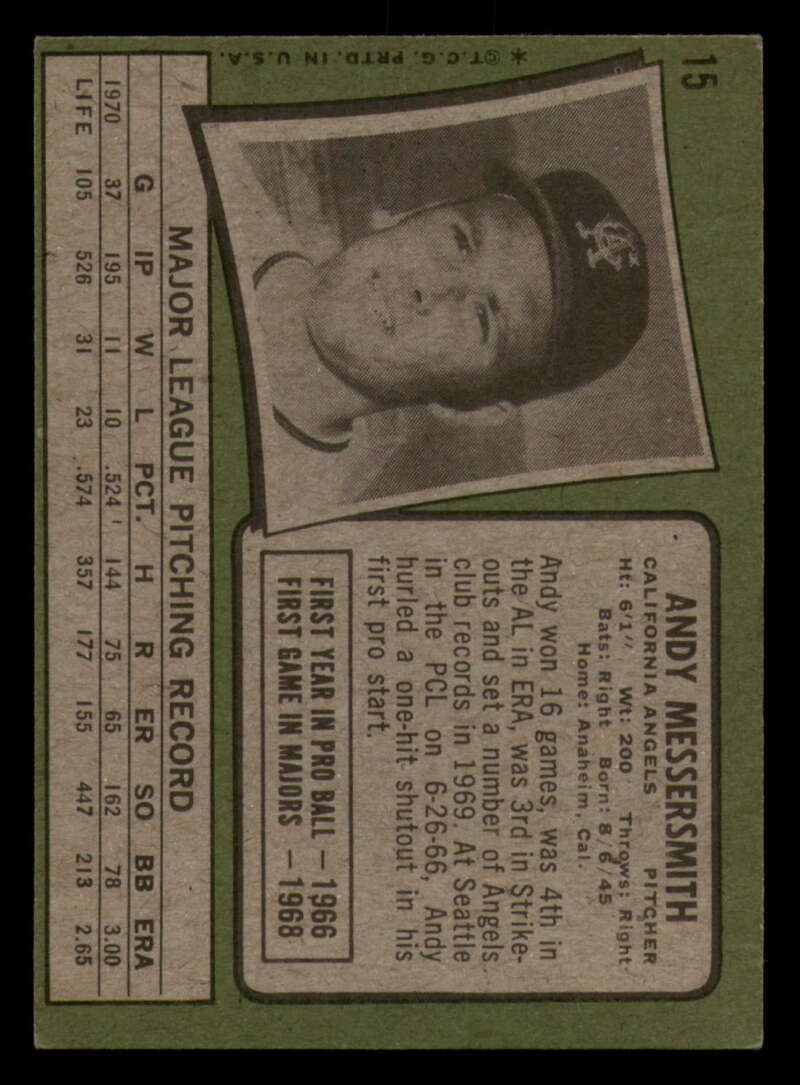 15
ANDY MESSERSMITH
CALIFORNIA ANGELS PITCHER
Ht: 6'1" Wt: 200 Throws: Right
Bats: Right Born: 8/6/45
Home: Anaheim, Cal.
Andy won 16 games, was 4th in
the AL in ERA, was 3rd in Strike-
outs and set a number of Angels
club records in 1969. At Seattle
in the PCL on 6-26-66, Andy
hurled a one-hit shutout in his
first pro start.
FIRST YEAR IN PRO BALL — 1966
FIRST GAME IN MAJORS — 1968
MAJOR LEAGUE PITCHING RECORD
G IP W L PCT. H R ER SO BB ERA
1970 37 195 11 10 .524 144 75 65 162 78 3.00
LIFE 105 526 31 23 .574 357 177 155 447 213 2.65
* © T.C.G. PRTD. IN U.S.A.
CA